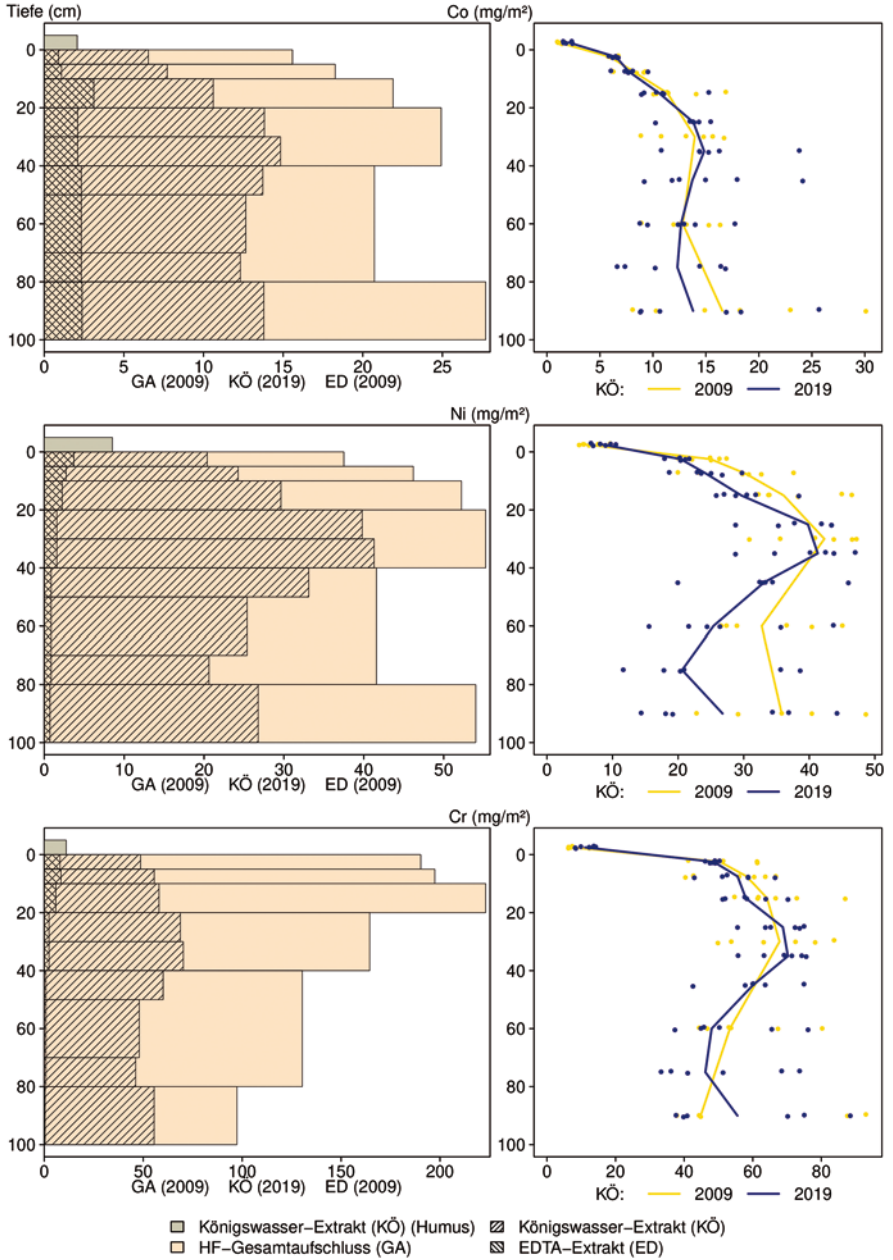 Tiefe (cm)
Co (mg/m²)
0
20
40
60
80
100
0 5 10 15 20 25
GA (2009) KÖ (2019) ED (2009)
0
20
40
60
80
100
0 5 10 15 20 25 30
KÖ: 2009 2019
Ni (mg/m²)
0
20
40
60
80
100
0 10 20 30 40 50
GA (2009) KÖ (2019) ED (2009)
0
20
40
60
80
100
0 10 20 30 40 50
KÖ: 2009 2019
Cr (mg/m²)
0
20
40
60
80
100
0 50 100 150 200
GA (2009) KÖ (2019) ED (2009)
0
20
40
60
80
100
0 20 40 60 80
KÖ: 2009 2019
Königswasser−Extrakt (KÖ) (Humus) Königswasser−Extrakt (KÖ)
HF−Gesamtaufschluss (GA) EDTA−Extrakt (ED)